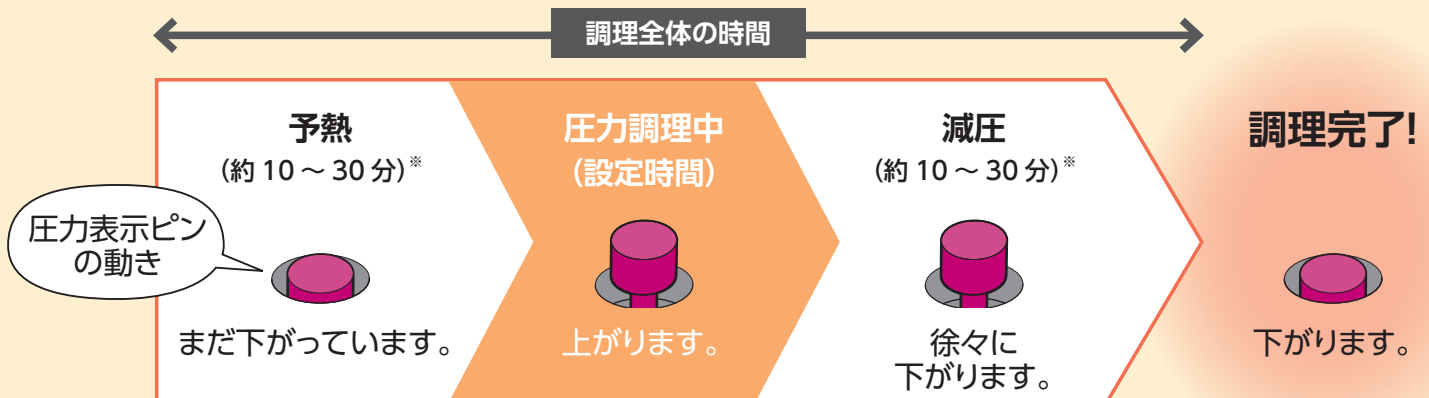 調理全体の時間
予熱
(約 10 ～ 30 分)※
圧力表示ピン
の動き
まだ下がっています。
圧力調理中
(設定時間)
上がります。
減圧
(約 10 ～ 30 分)※
徐々に
下がります。
調理完了!
下がります。